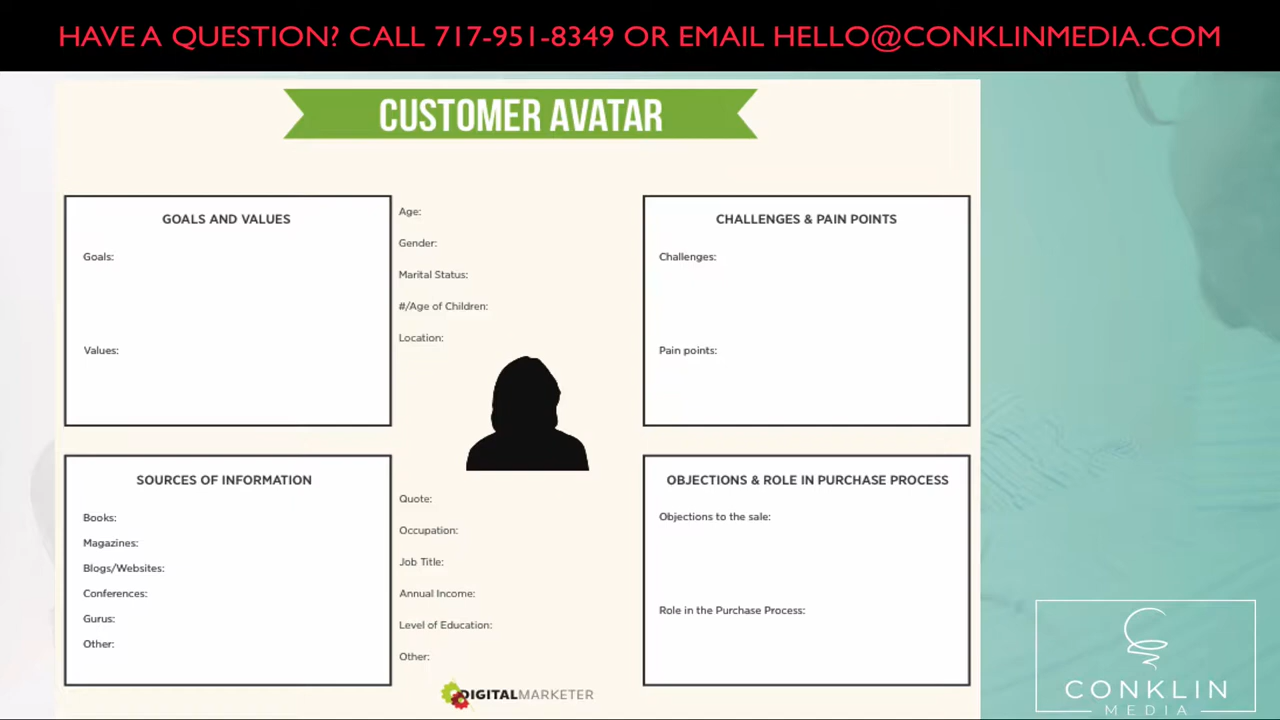 HAVE A QUESTION? CALL 717-951-8349 OR EMAIL HELLO@CONKLINMEDIA.COM
CUSTOMER AVATAR
GOALS AND VALUES
Goals:
Values:
Age:
Gender:
Marital Status:
#/Age of Children:
Location:
CHALLENGES & PAIN POINTS
Challenges:
Pain points:
SOURCES OF INFORMATION
Books:
Magazines:
Blogs/Websites:
Conferences:
Gurus:
Other:
Quote:
Occupation:
Job Title:
Annual Income:
Level of Education:
Other:
OBJECTIONS & ROLE IN PURCHASE PROCESS
Objections to the sale:
Role in the Purchase Process:
DIGITALMARKETER
CONKLIN
MEDIA